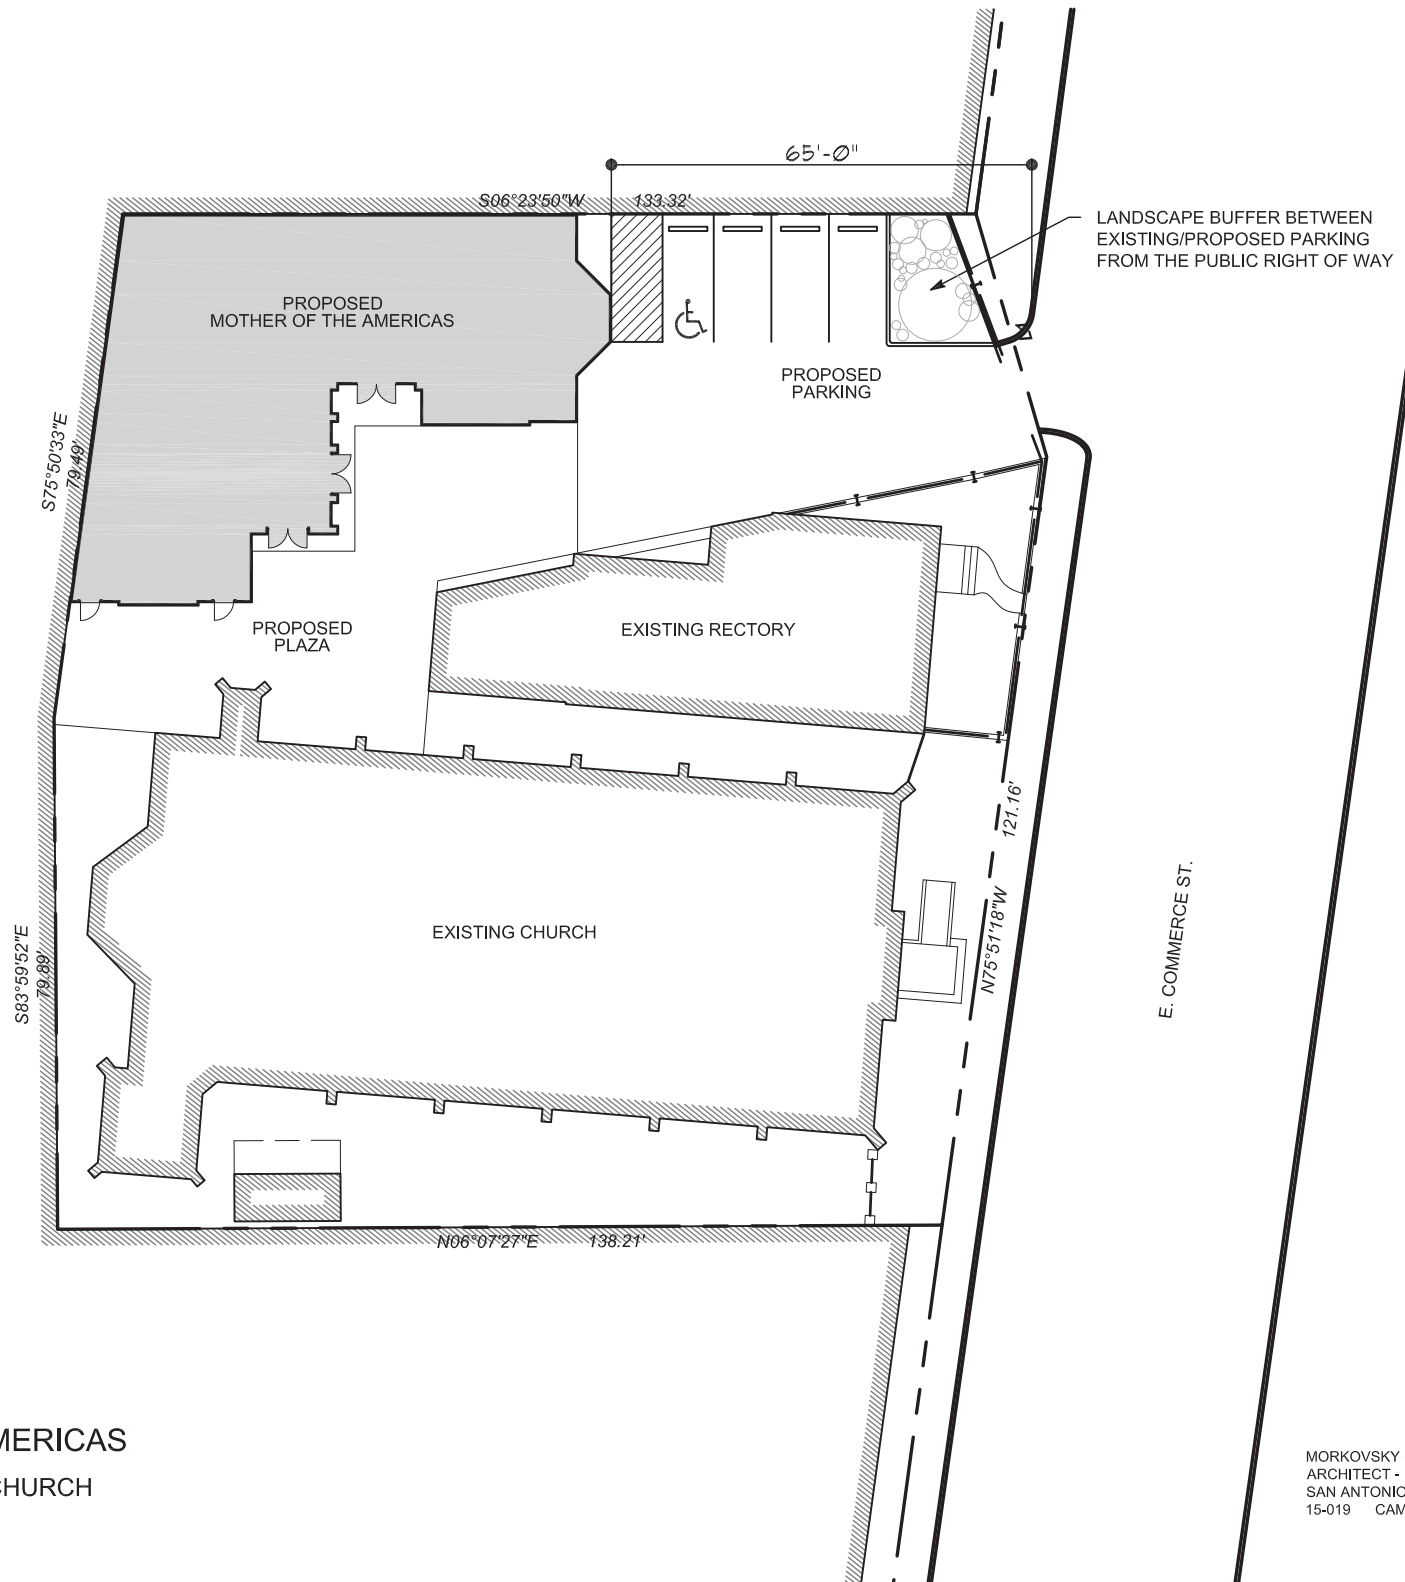 65'-0"
S06°23'50"W 133.32'
LANDSCAPE BUFFER BETWEEN
EXISTING/PROPOSED PARKING
FROM THE PUBLIC RIGHT OF WAY
PROPOSED
MOTHER OF THE AMERICAS
PROPOSED
PARKING
S75°50'33"E
79.49'
PROPOSED
PLAZA
EXISTING RECTORY
121.16'
N75°51'18"W
E. COMMERCE ST.
EXISTING CHURCH
S83°59'52"E
79.89'
N06°07'27"E 138.21'
MERICAS
CHURCH
MORKOVSKY
ARCHITECT -
SAN ANTONIO
15-019 CAM